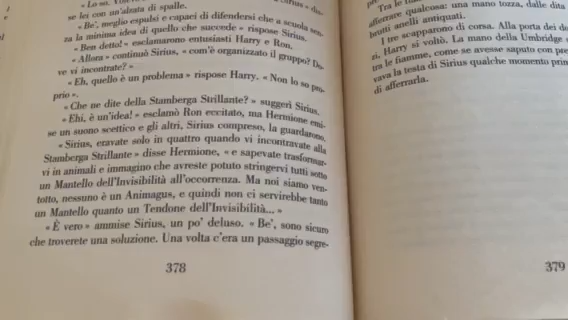 « Lo so. Vor
se lei con un'alzata di spalle.
« Be', meglio espulsi e capaci di difendersi che a scuola sen-
za la minima idea di quello che succede » rispose Sirius.
« Ben detto! » esclamarono entusiasti Harry e Ron.
« Allora » continuò Sirius, « com'è organizzato il gruppo? Do-
ve vi incontrate? »
« Eh, quello è un problema » rispose Harry. « Non lo so pro-
prio ».
« Che ne dite della Stamberga Strillante? » suggerì Sirius.
« Ehi, è un'idea! » esclamò Ron eccitato, ma Hermione emi-
se un suono scettico e gli altri, Sirius compreso, la guardarono.
« Sirius, eravate solo in quattro quando vi incontravate alla
Stamberga Strillante » disse Hermione, « e sapevate trasformar-
vi in animali e immagino che avreste potuto stringervi tutti sotto
un Mantello dell'Invisibilità all'occorrenza. Ma noi siamo ven-
totto, nessuno è un Animagus, e quindi non ci servirebbe tanto
un Mantello quanto un Tendone dell'Invisibilità... »
« È vero » ammise Sirius, un po' deluso. « Be', sono sicuro
che troverete una soluzione. Una volta c'era un passaggio segre-
378
Tra le
afferrare qualcosa: una mano tozza, dalle dita
brutti anelli antiquati.
I tre scapparono di corsa. Alla porta dei
si, Harry si voltò. La mano della Umbridge
tra le fiamme, come se avesse saputo con pre
vava la testa di Sirius qualche momento prin
di afferrarla.
379